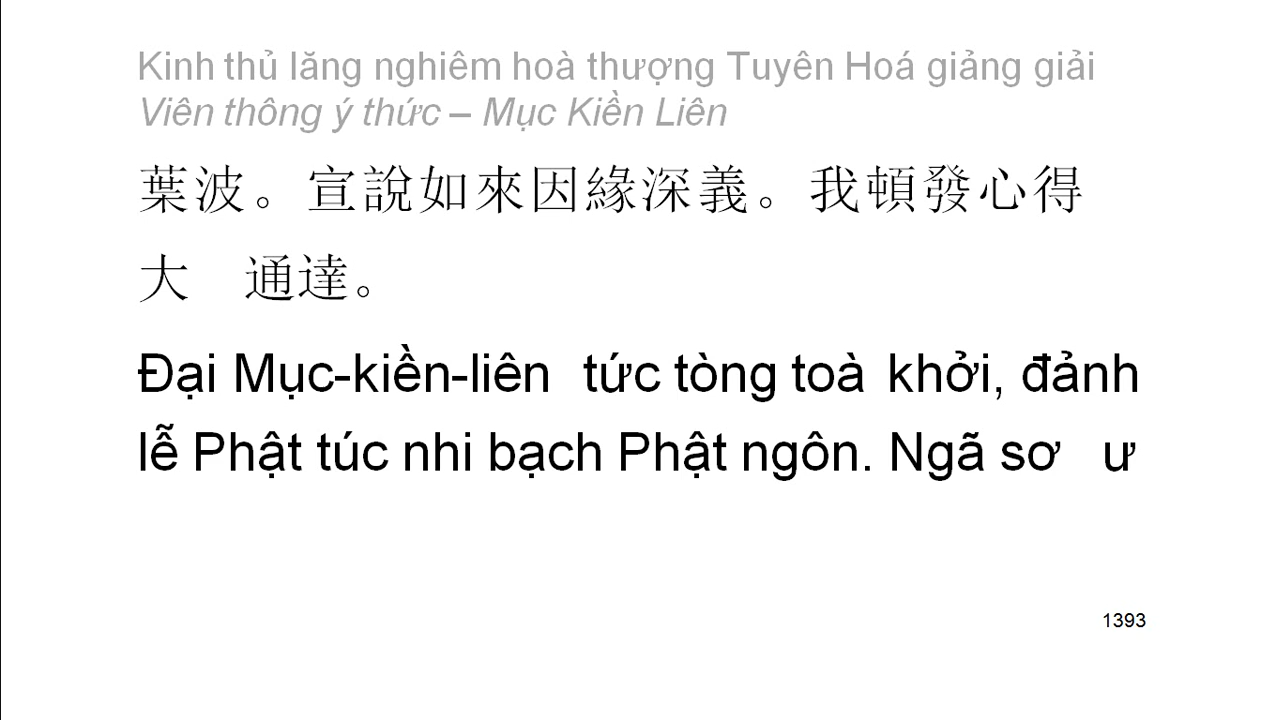 Kinh thủ lăng nghiêm hoà thượng Tuyên Hoá giảng giải
Viên thông ý thức – Mục Kiền Liên
葉波。宣說如來因緣深義。我頓發心得
大　通達。
Đại Mục-kiền-liên tức tòng toà khởi, đảnh
lễ Phật túc nhi bạch Phật ngôn. Ngã sơ ư
1393